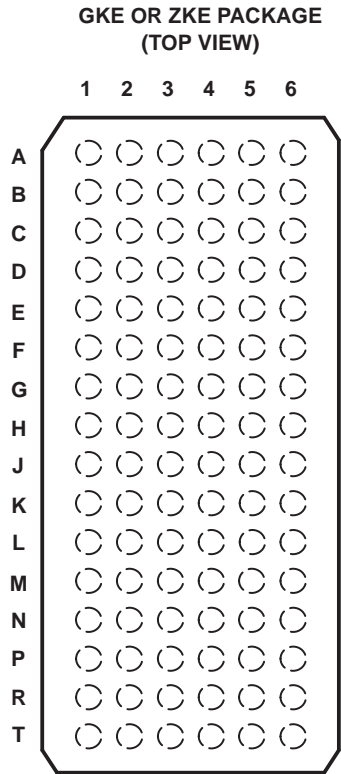 GKE OR ZKE PACKAGE
(TOP VIEW)
1 2 3 4 5 6
A
B
C
D
E
F
G
H
J
K
L
M
N
P
R
T